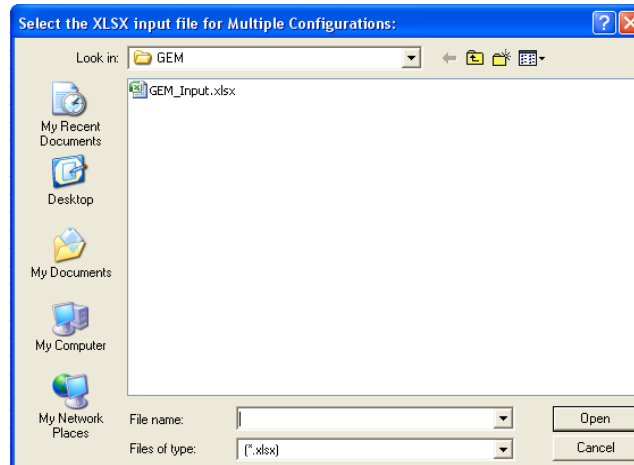 Select the XLSX input file for Multiple Configurations:
Look in: GEM
GEM_Input.xlsx
My Recent
Documents
Desktop
My Documents
My Computer
My Network
Places
File name:
Open
Files of type: (*.xlsx)
Cancel